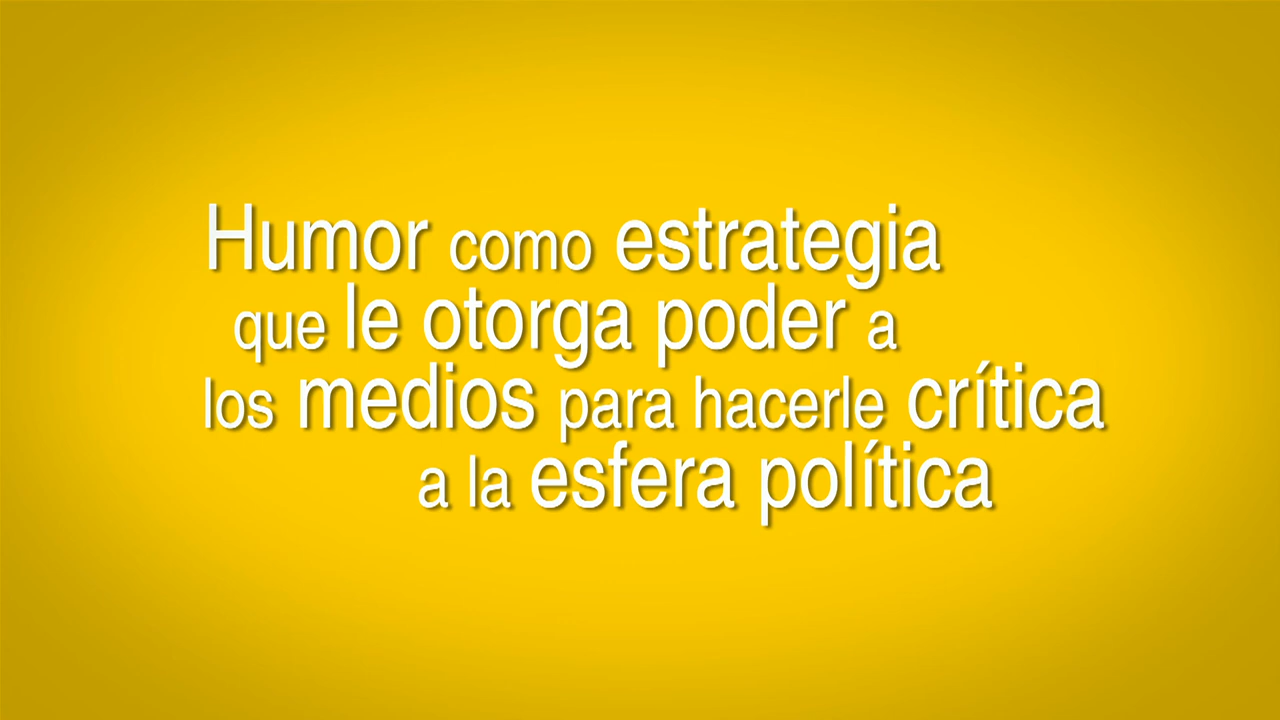 Humor como estrategia
que le otorga poder a
los medios para hacerle crítica
a la esfera política